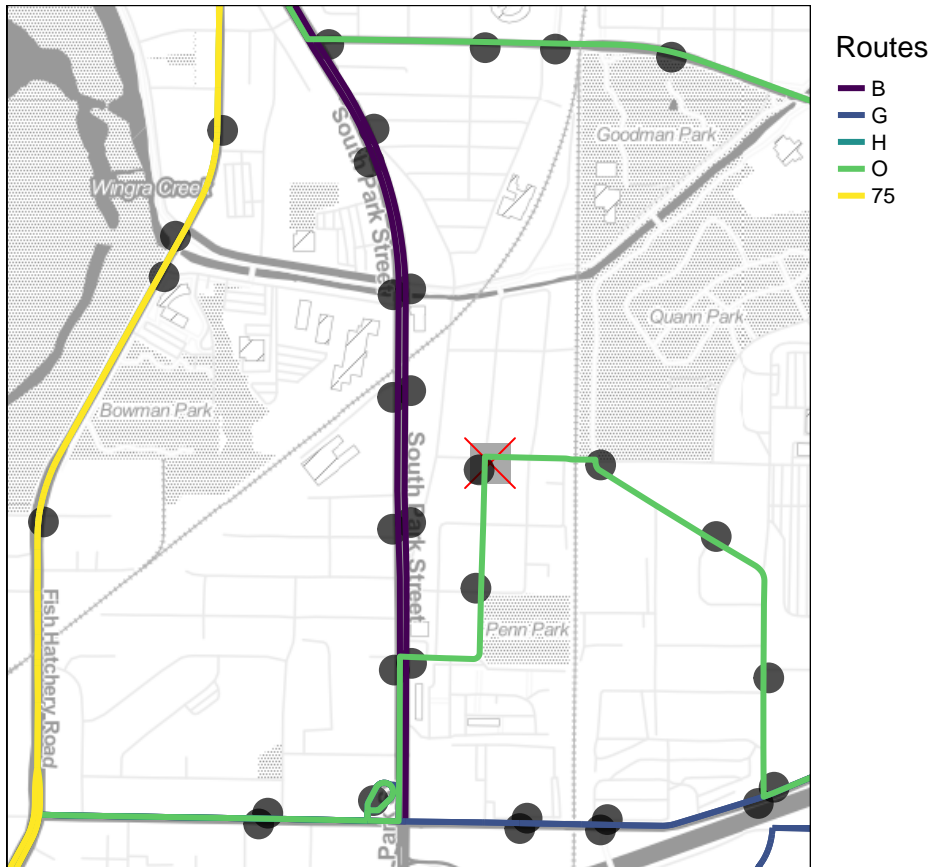 Routes
B
G
H
O
75
South Park Street
Goodman Park
Wingra Creek
Quann Park
Bowman Park
South Park Street
Penn Park
Fish Hatchery Road
Park